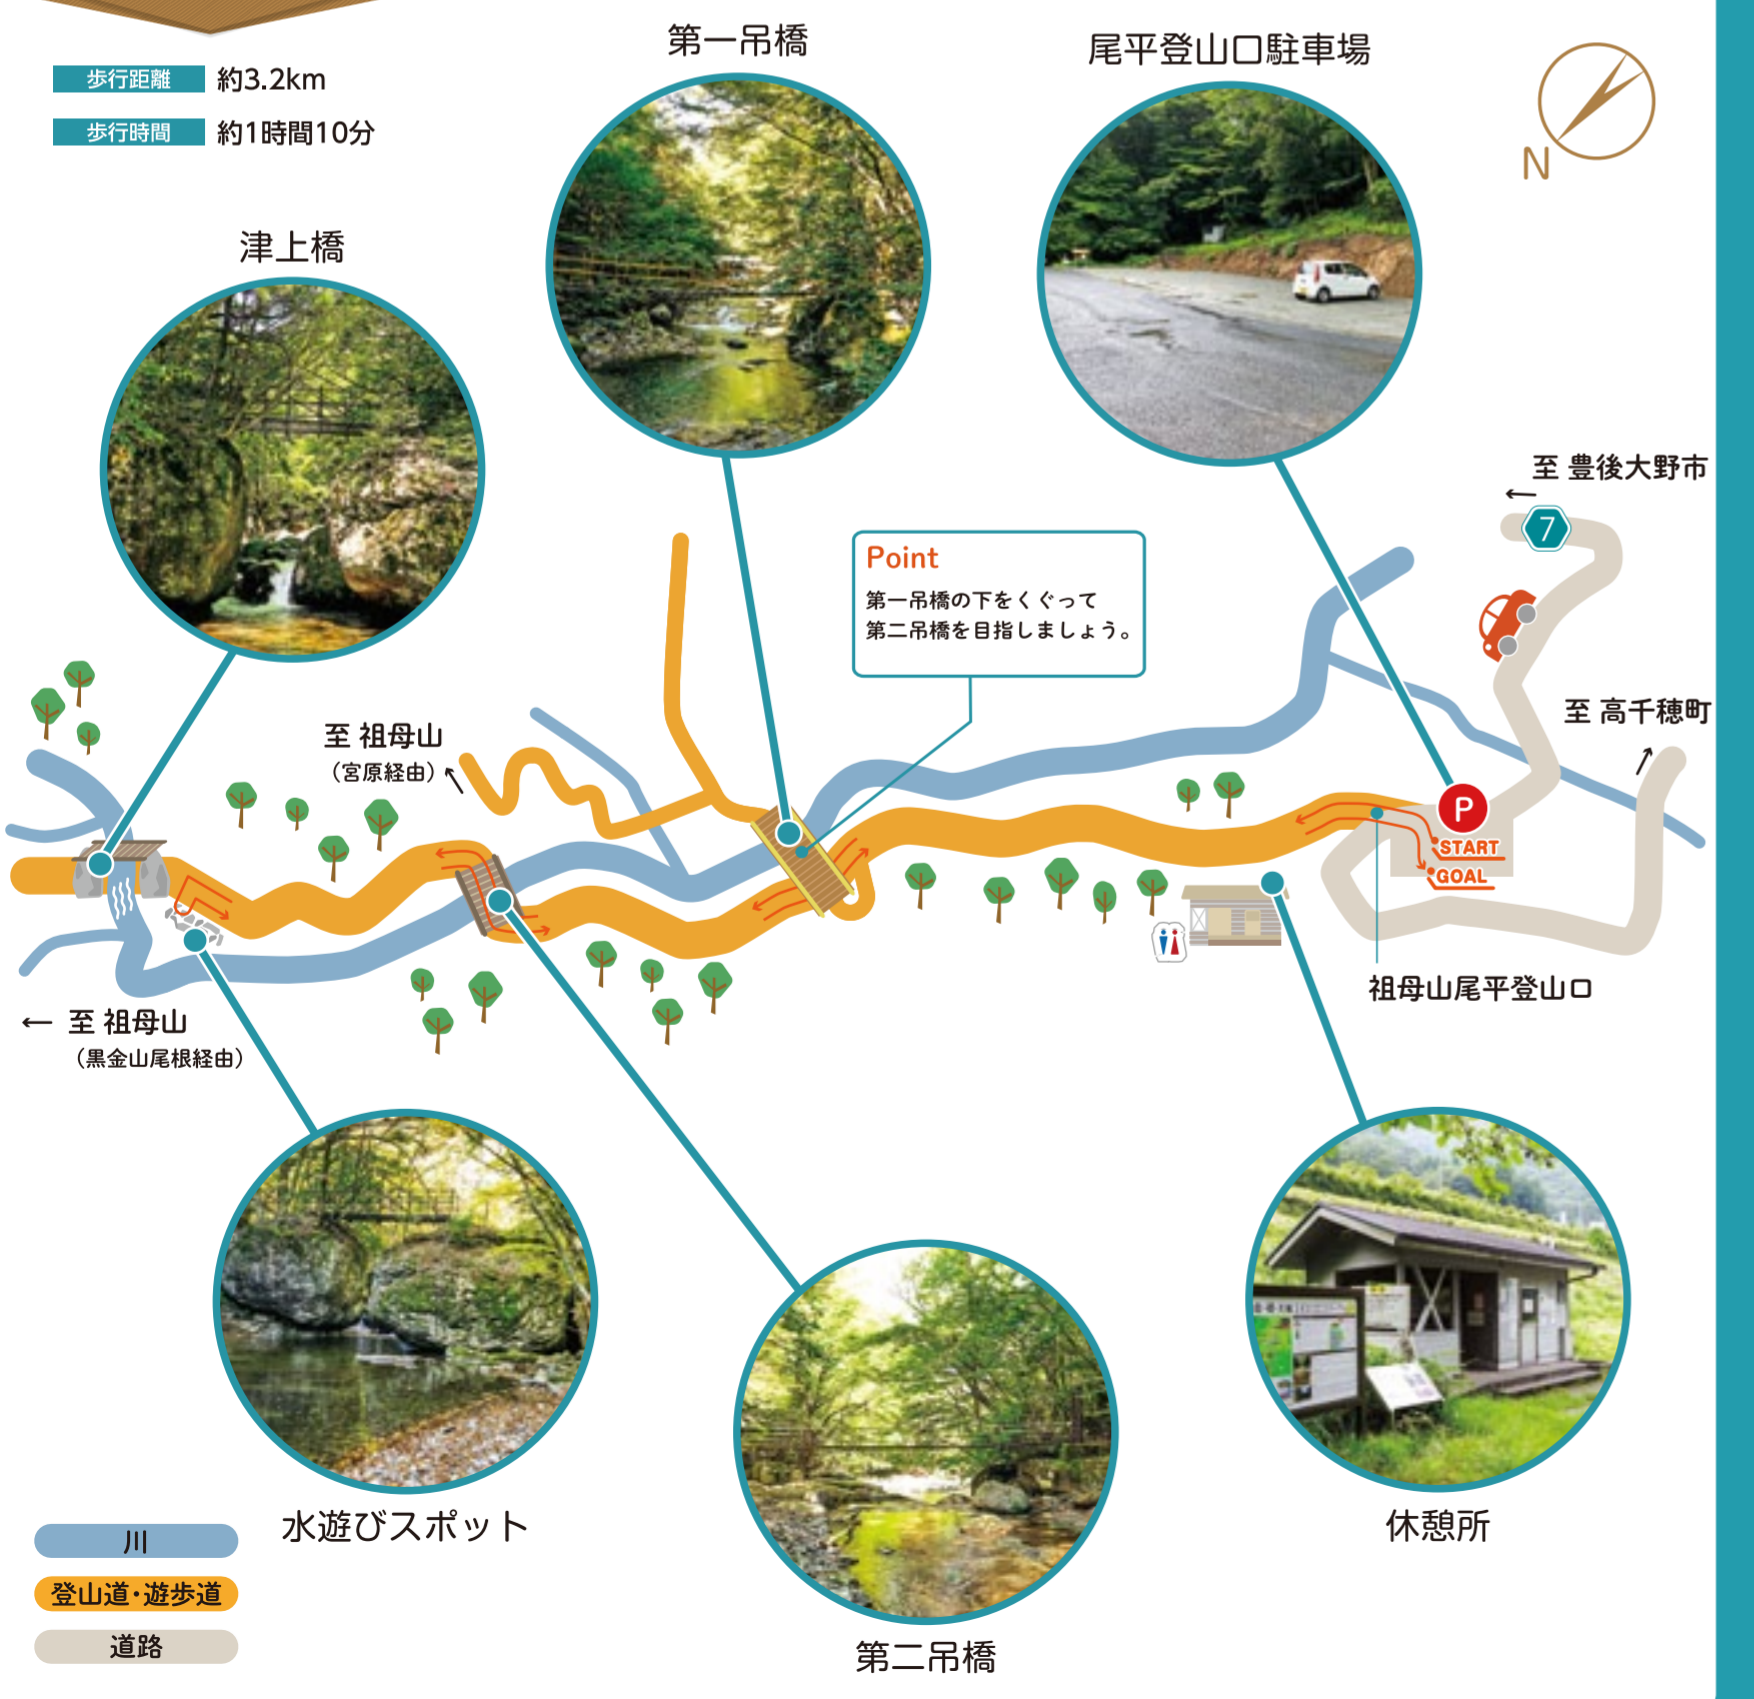 歩行距離 約3.2km
歩行時間 約1時間10分
第一吊橋
尾平登山口駐車場
N
津上橋
至 豊後大野市
←
7
Point
第一吊橋の下をくぐって
第二吊橋を目指しましょう。
至 高千穂町
至 祖母山
（宮原経由）
P
START
GOAL
祖母山尾平登山口
← 至 祖母山
（黒金山尾根経由）
水遊びスポット
休憩所
第二吊橋
川
登山道・遊歩道
道路